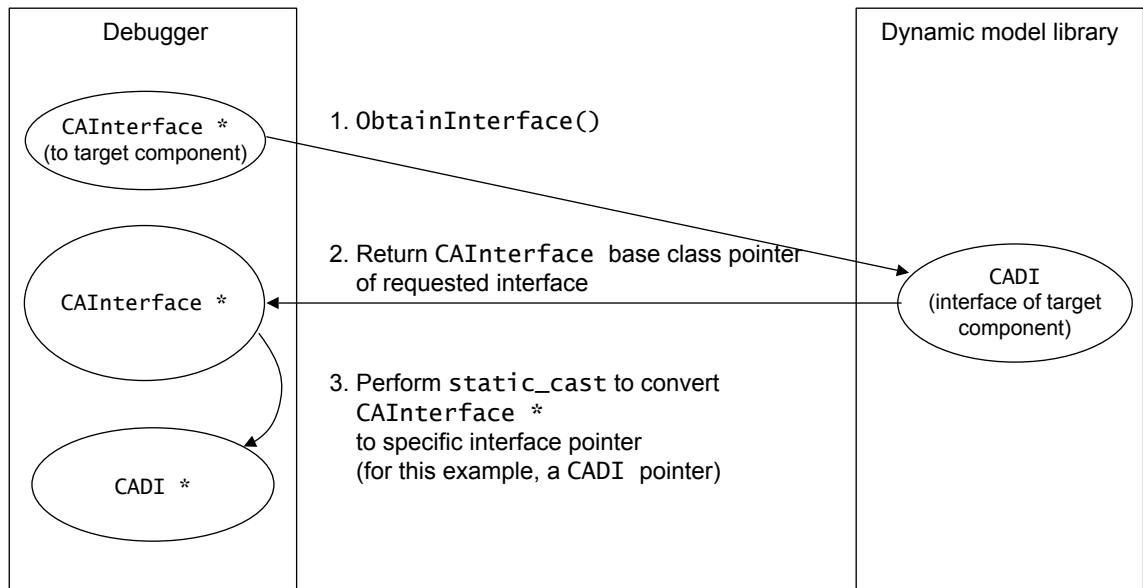 Debugger
Dynamic model library
CAInterface *
(to target component)
1. ObtainInterface()
2. Return CAInterface base class pointer
of requested interface
CAInterface *
CADI
(interface of target
component)
3. Perform static_cast to convert
CAInterface *
to specific interface pointer
(for this example, a CADI pointer)
CADI *